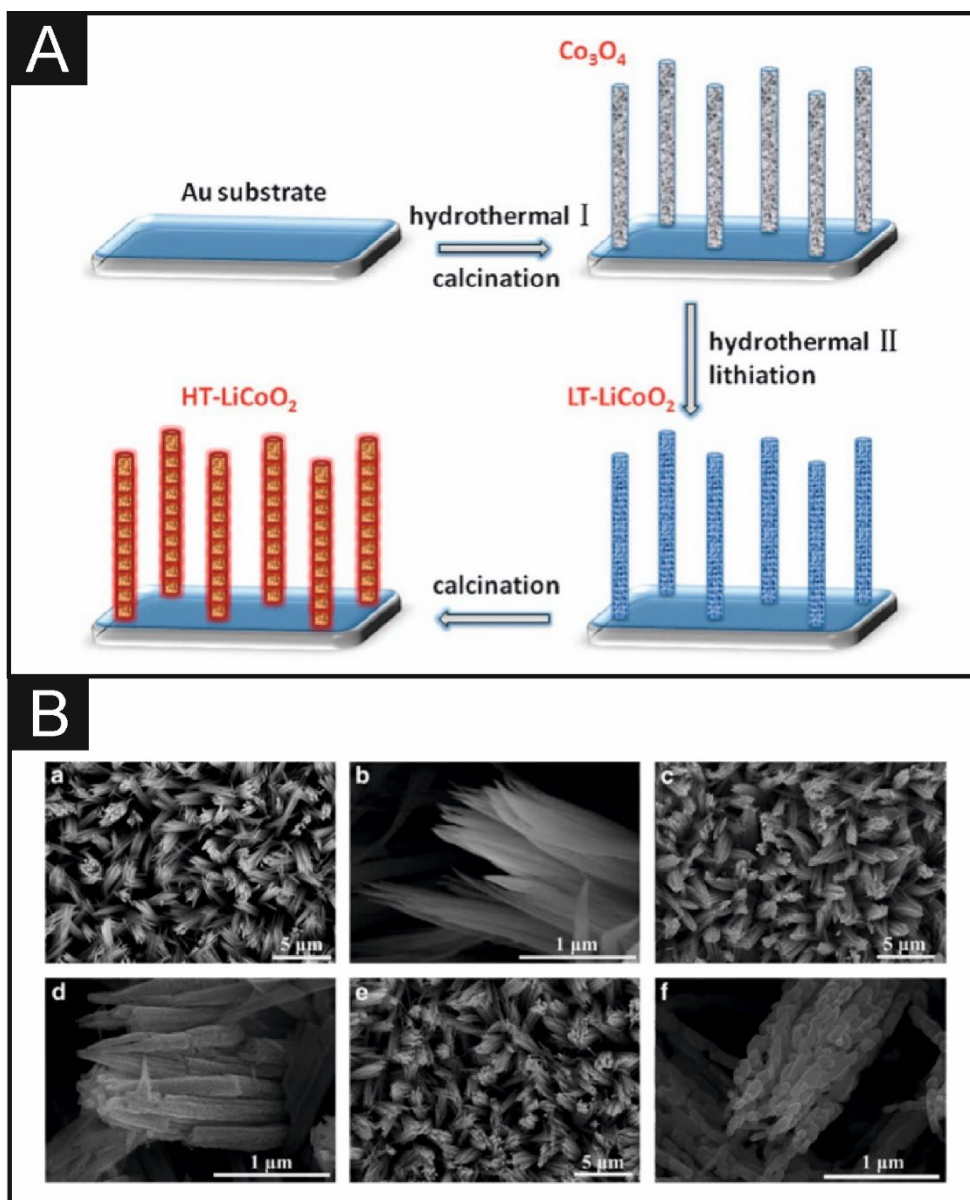 A
Co₃O₄
Au substrate
hydrothermal Ⅰ
calcination
hydrothermal Ⅱ
lithiation
HT-LiCoO₂
LT-LiCoO₂
calcination
B
a
5 μm
b
1 μm
c
5 μm
d
1 μm
e
5 μm
f
1 μm